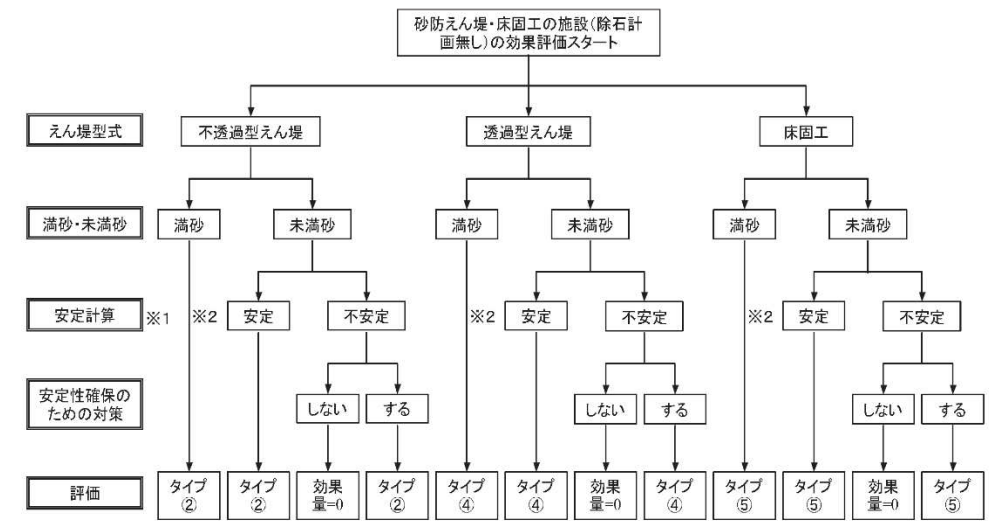 砂防えん堤・床固工の施設(除石計
画無し)の効果評価スタート
えん堤型式
不透過型えん堤
透過型えん堤
床固工
満砂・未満砂
満砂
未満砂
満砂
未満砂
満砂
未満砂
安定計算
※1
※2
安定
不安定
※2
安定
不安定
※2
安定
不安定
安定性確保の
ための対策
しない
する
しない
する
しない
する
評価
タイプ
②
タイプ
②
効果
量=0
タイプ
②
タイプ
④
タイプ
④
効果
量=0
タイプ
④
タイプ
⑤
タイプ
⑤
効果
量=0
タイプ
⑤